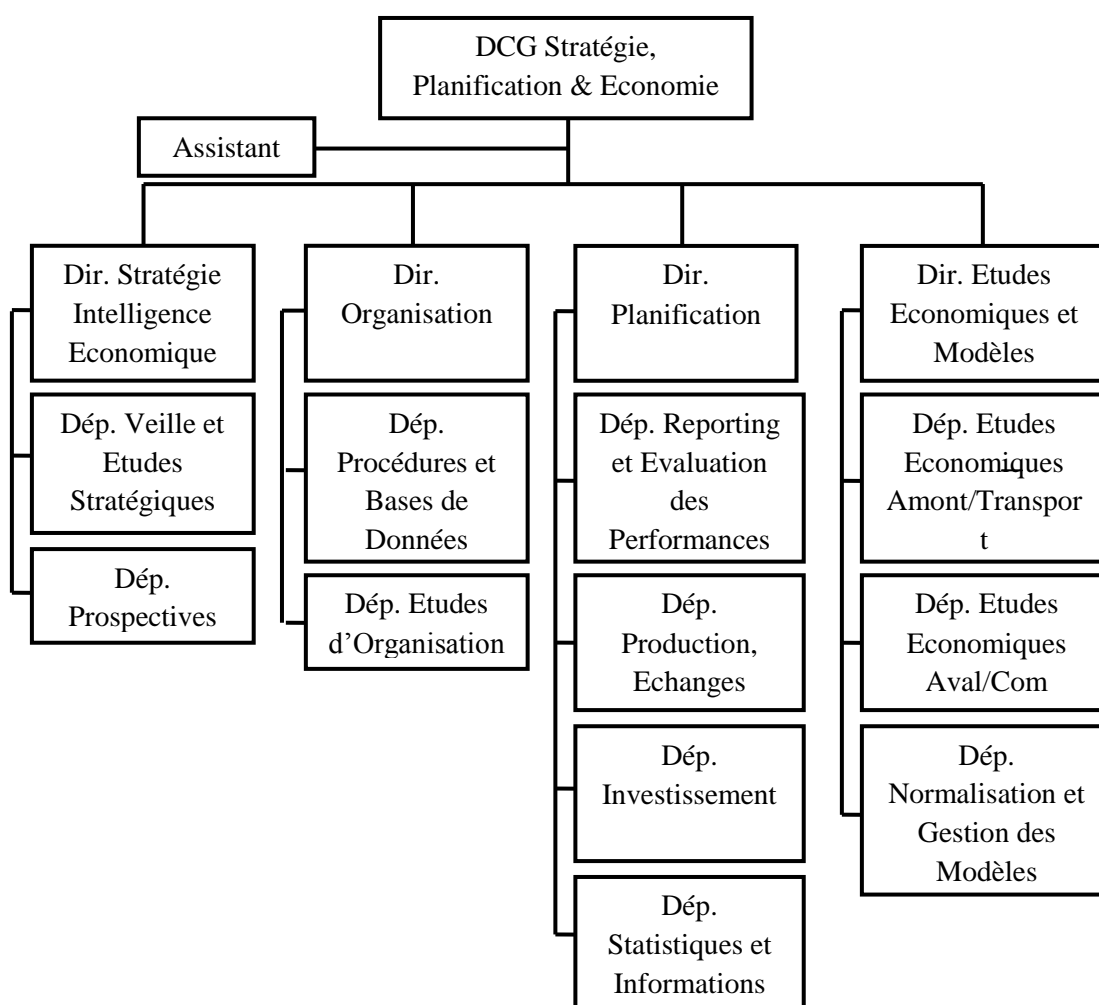 DCG Stratégie,
Planification & Economie
Assistant
Dir. Stratégie
Intelligence
Economique
Dép. Veille et
Etudes
Stratégiques
Dép.
Prospectives
Dir.
Organisation
Dép.
Procédures et
Bases de
Données
Dép. Etudes
d’Organisation
Dir.
Planification
Dép. Reporting
et Evaluation
des
Performances
Dép.
Production,
Echanges
Dép.
Investissement
Dép.
Statistiques et
Informations
Dir. Etudes
Economiques et
Modèles
Dép. Etudes
Economiques
Amont/Transpor
t
Dép. Etudes
Economiques
Aval/Com
Dép.
Normalisation et
Gestion des
Modèles